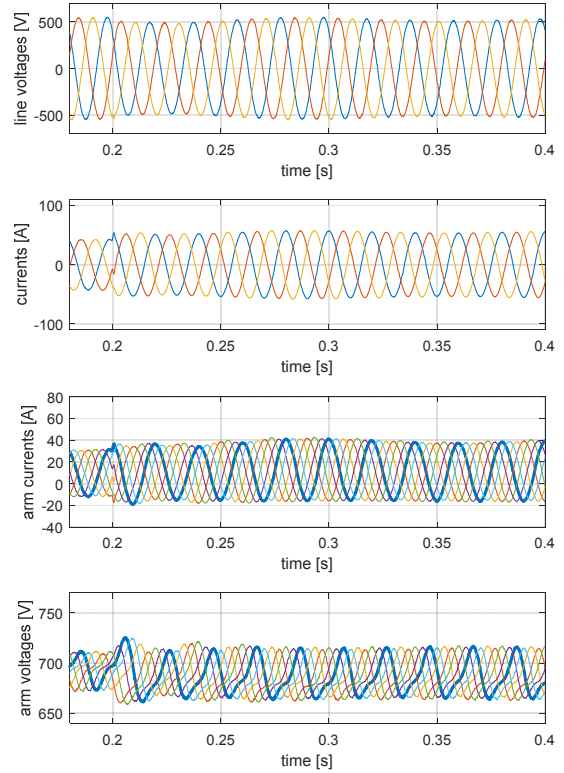 line voltages [V]
500
0
-500
0.2 0.25 0.3 0.35 0.4
time [s]
currents [A]
100
0
-100
0.2 0.25 0.3 0.35 0.4
time [s]
arm currents [A]
80
60
40
20
0
-20
-40
0.2 0.25 0.3 0.35 0.4
time [s]
arm voltages [V]
750
700
650
0.2 0.25 0.3 0.35 0.4
time [s]